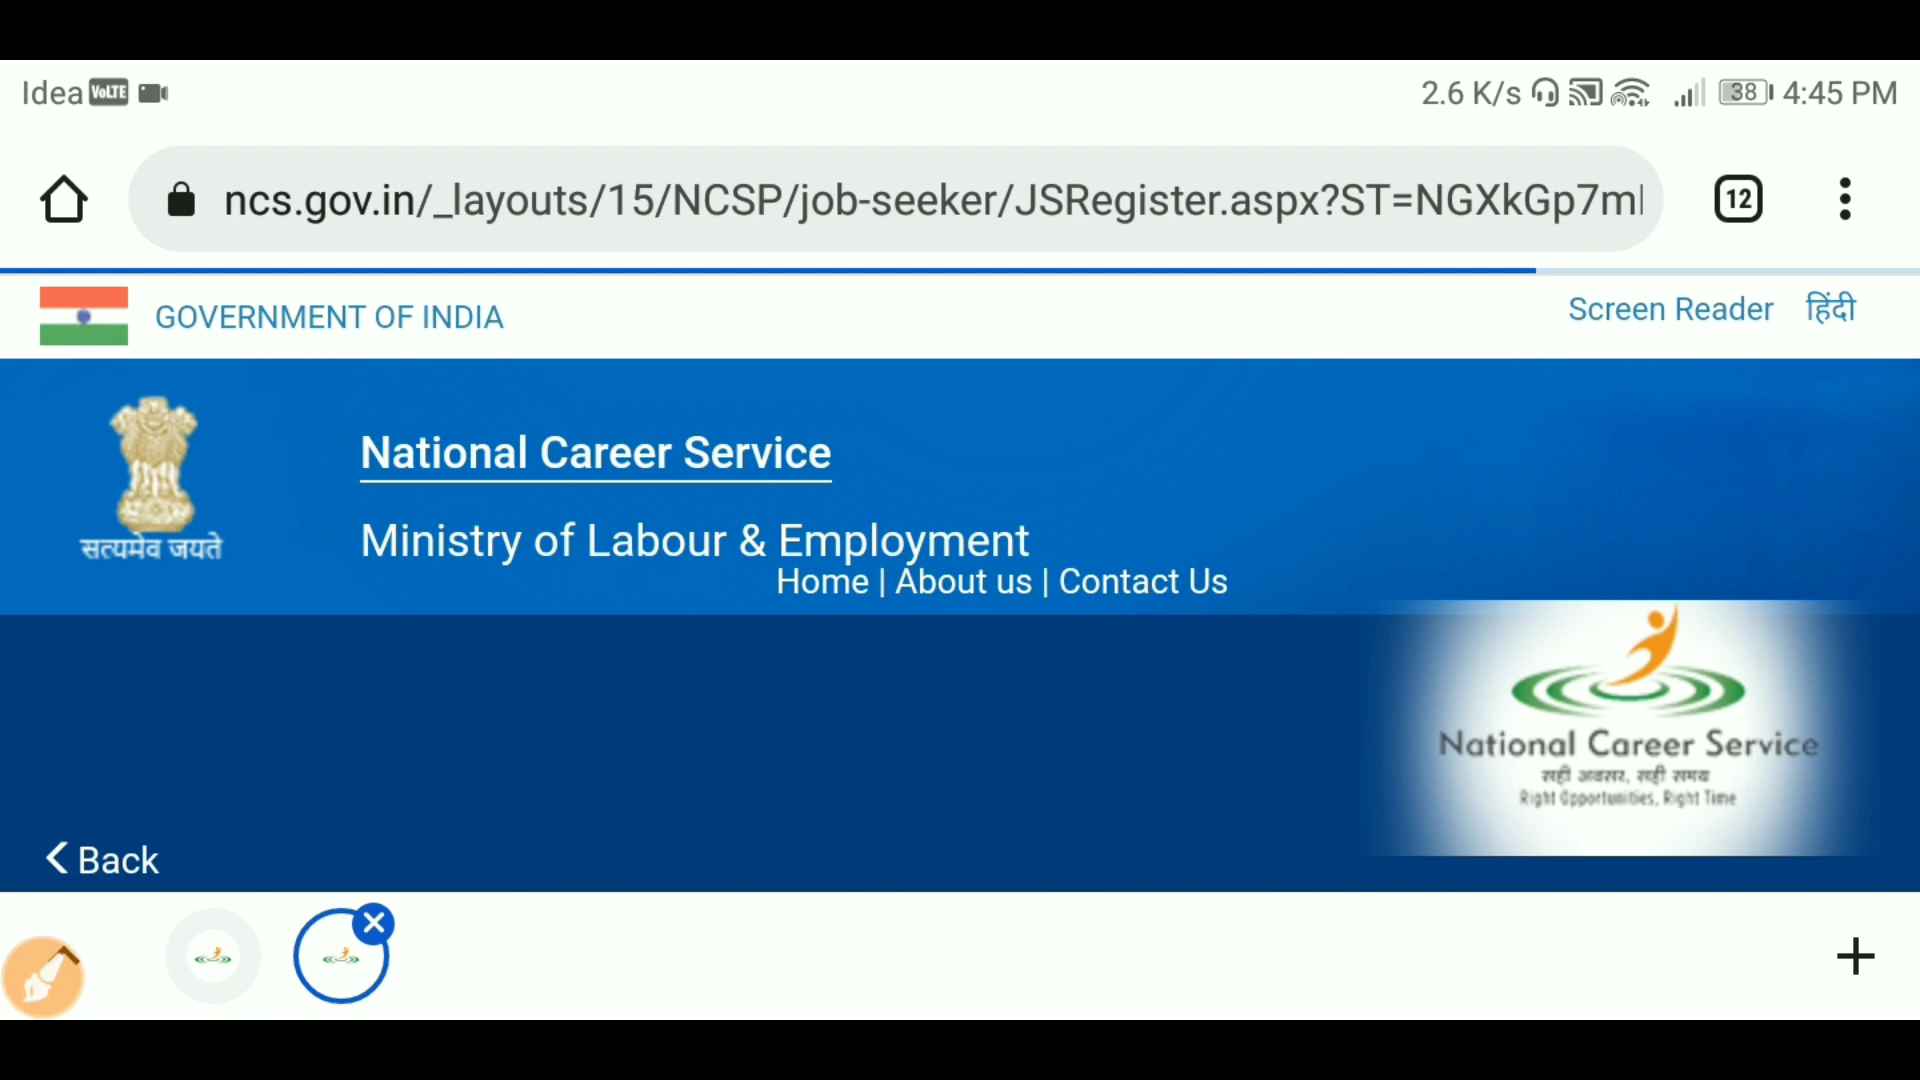 Idea VoLTE 2.6 K/s 38 4:45 PM
ncs.gov.in/_layouts/15/NCSP/job-seeker/JSRegister.aspx?ST=NGXkGp7m 12
GOVERNMENT OF INDIA
Screen Reader हिंदी
सत्यमेव जयते
National Career Service
Ministry of Labour & Employment
Home | About us | Contact Us
National Career Service
सही अवसर, सही समय
Right Opportunities, Right Time
Back